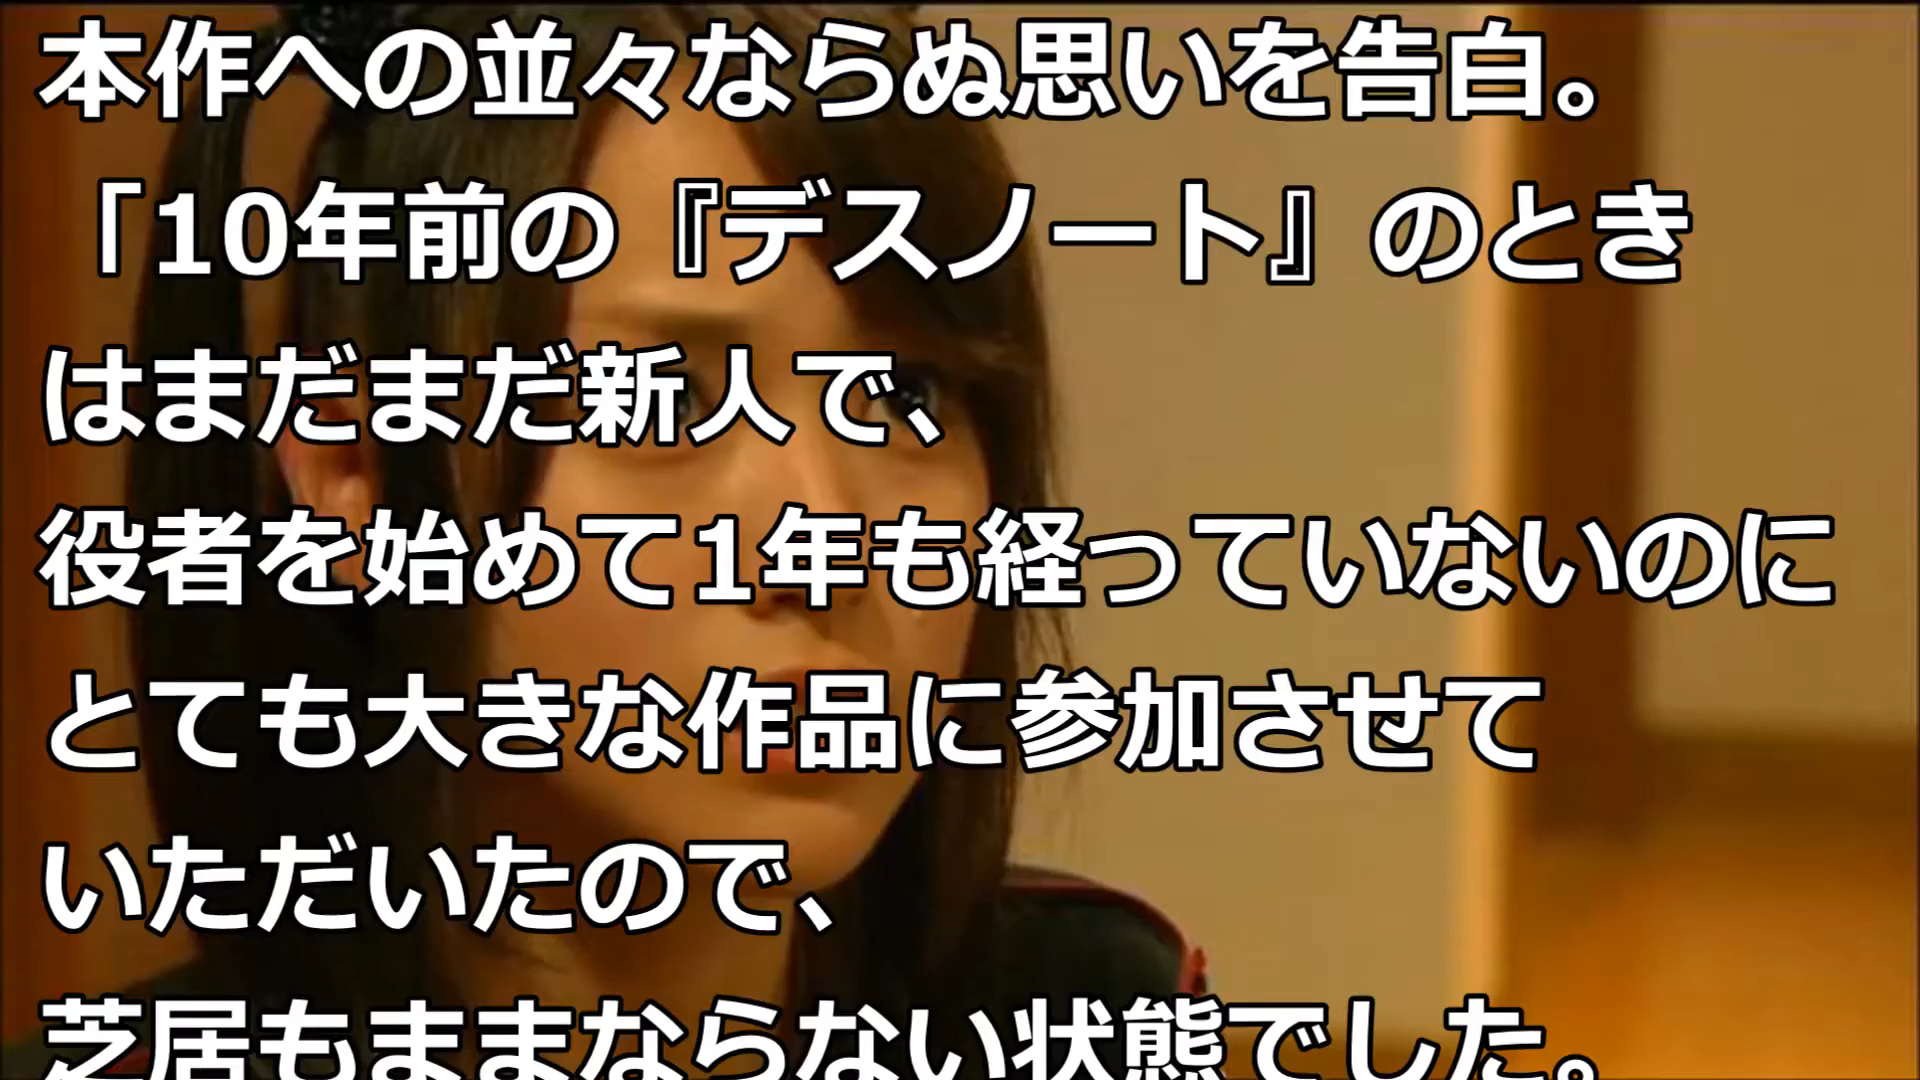 本作への並々ならぬ思いを告白。
「10年前の『デスノート』のとき
はまだまだ新人で、
役者を始めて1年も経っていないのに
とても大きな作品に参加させて
いただいたので、
芝居もままならない状態でした。